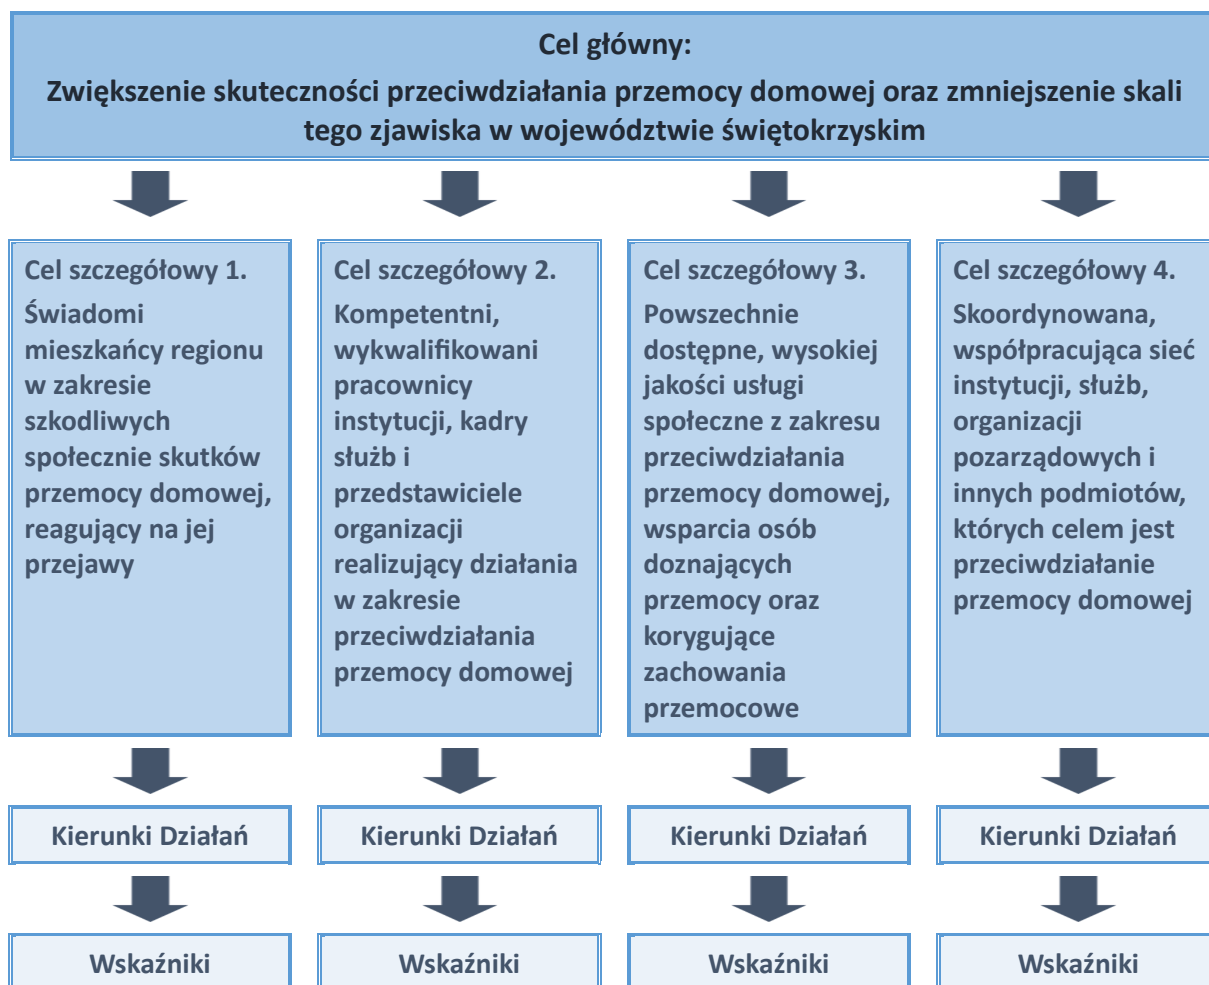 Cel główny:
Zwiększenie skuteczności przeciwdziałania przemocy domowej oraz zmniejszenie skali
tego zjawiska w województwie świętokrzyskim
Cel szczegółowy 1.
Świadomi
mieszkańcy regionu
w zakresie
szkodliwych
społecznie skutków
przemocy domowej,
reagujący na jej
przejawy
Cel szczegółowy 2.
Kompetentni,
wykwalifikowani
pracownicy
instytucji, kadry
służb i
przedstawiciele
organizacji
realizujący działania
w zakresie
przeciwdziałania
przemocy domowej
Cel szczegółowy 3.
Powszechnie
dostępne, wysokiej
jakości usługi
społeczne z zakresu
przeciwdziałania
przemocy domowej,
wsparcia osób
doznających
przemocy oraz
korygujące
zachowania
przemocowe
Cel szczegółowy 4.
Skoordynowana,
współpracująca sieć
instytucji, służb,
organizacji
pozarządowych i
innych podmiotów,
których celem jest
przeciwdziałanie
przemocy domowej
Kierunki Działań
Kierunki Działań
Kierunki Działań
Kierunki Działań
Wskaźniki
Wskaźniki
Wskaźniki
Wskaźniki